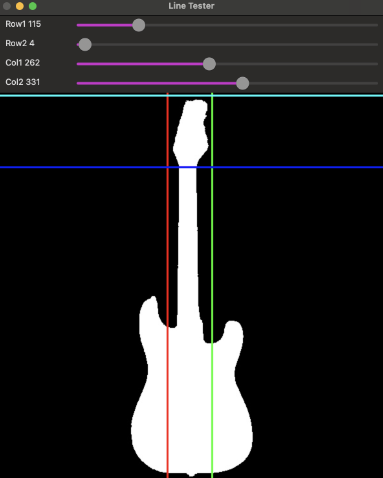 Line Tester
Row1 115
Row2 4
Col1 262
Col2 331